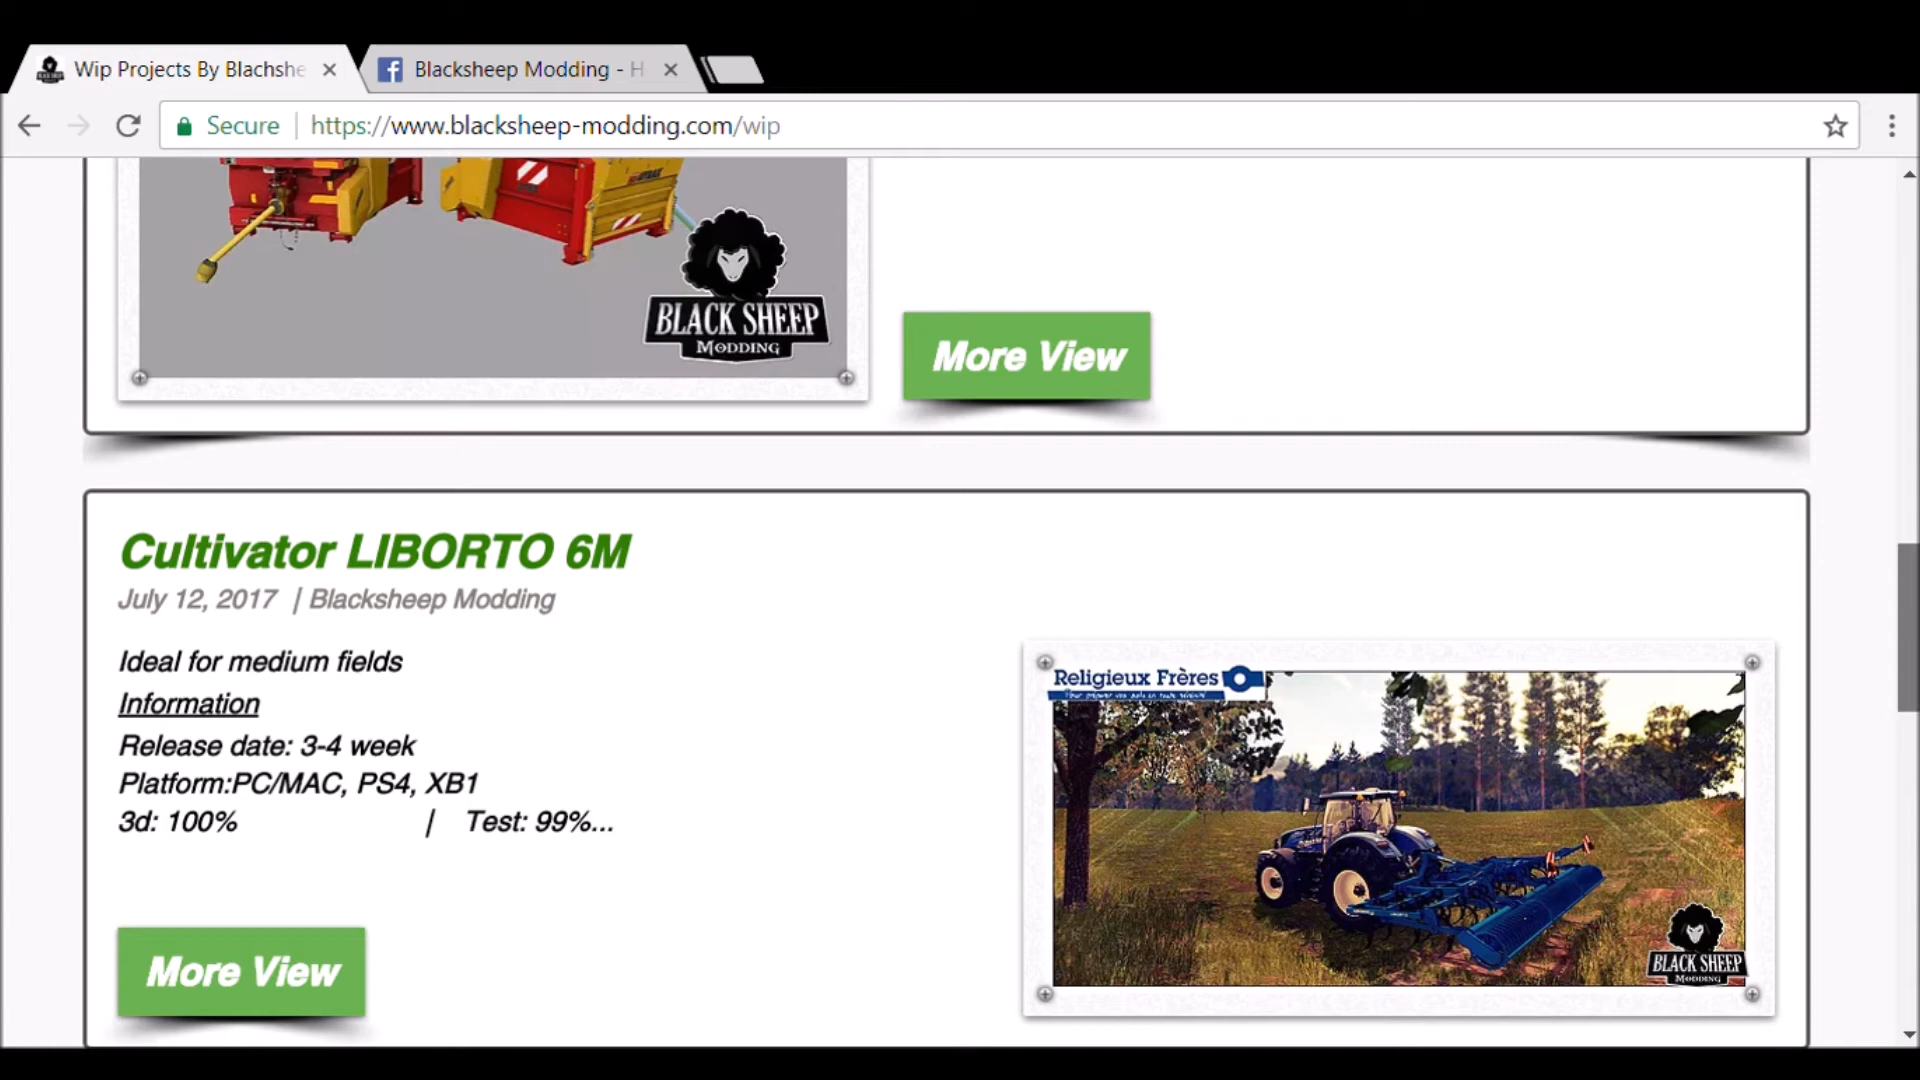 Wip Projects By Blachshe
Blacksheep Modding - H
Secure
https://www.blacksheep-modding.com/wip
BLACK SHEEP
MODDING
More View
Cultivator LIBORTO 6M
July 12, 2017 | Blacksheep Modding
Ideal for medium fields
Information
Release date: 3-4 week
Platform:PC/MAC, PS4, XB1
3d: 100% | Test: 99%...
More View
Religieux Frères
BLACK SHEEP
MODDING